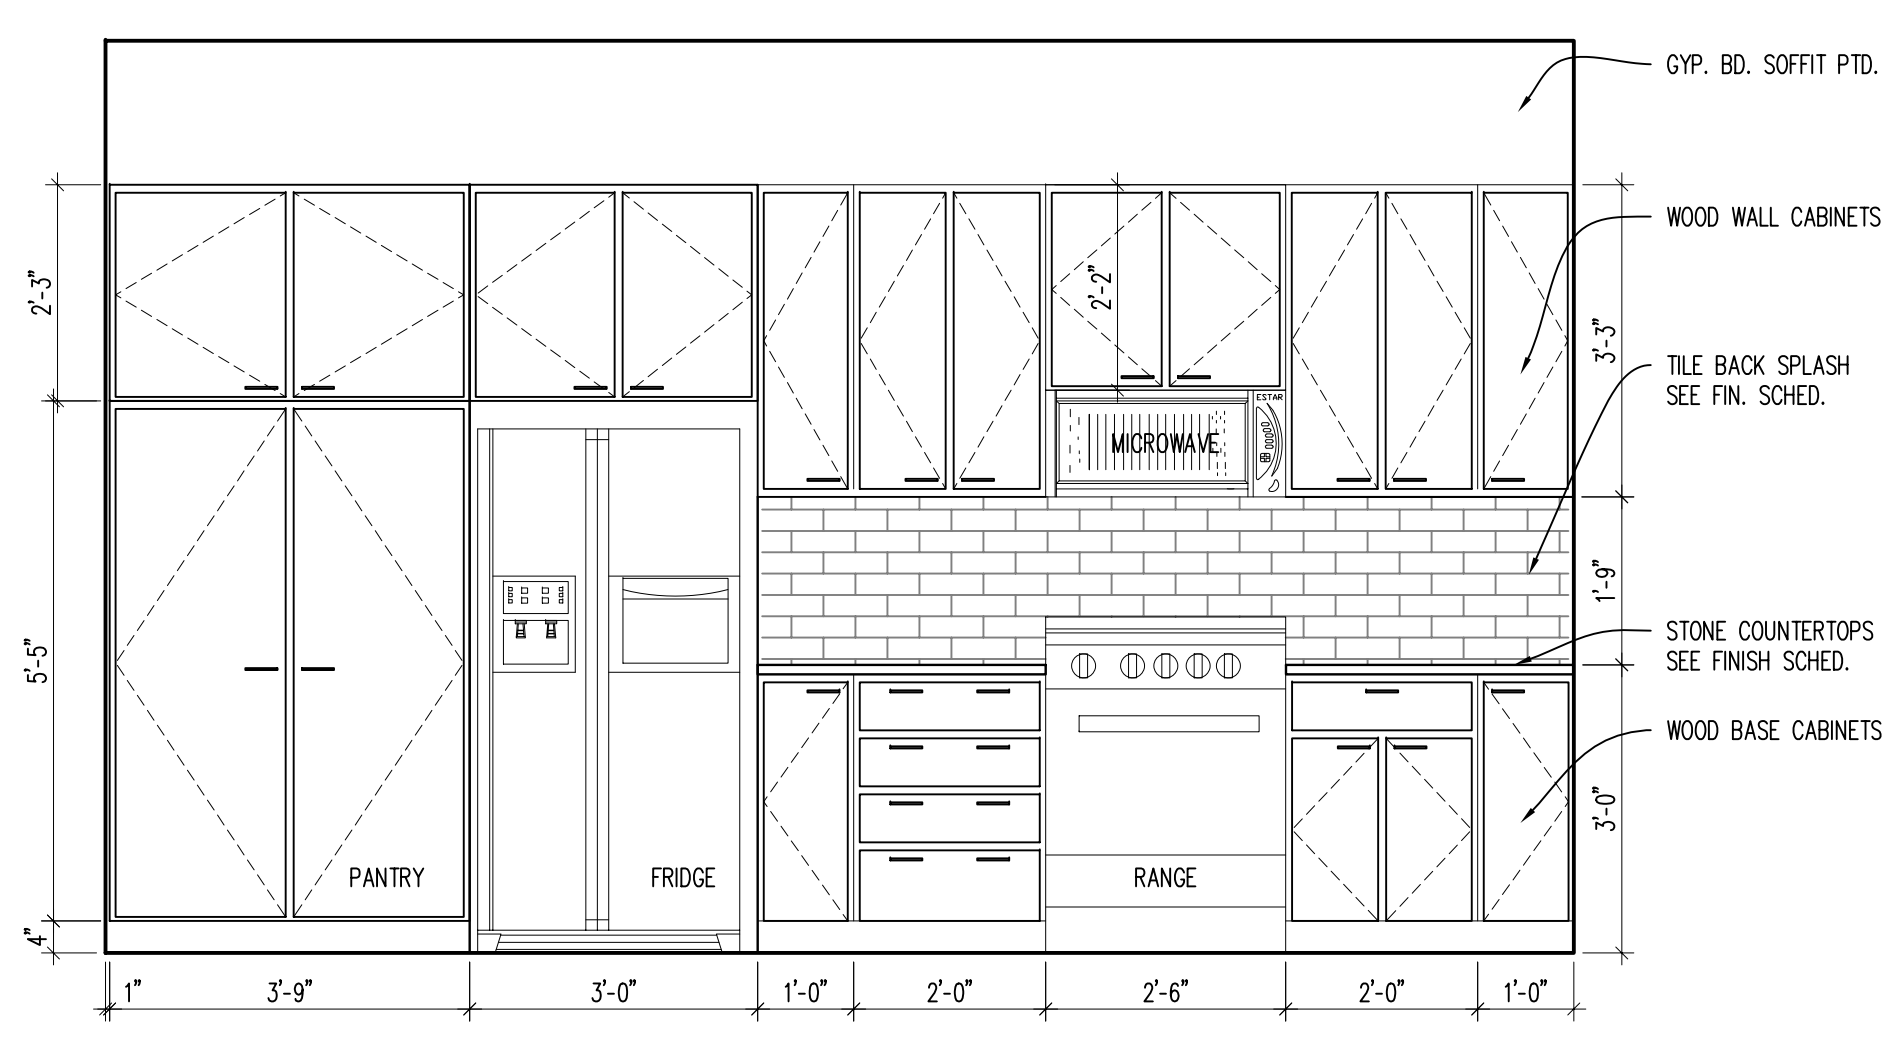 GYP. BD. SOFFIT PTD.
WOOD WALL CABINETS
2'-3"
2'-2"
3'-3"
TILE BACK SPLASH
SEE FIN. SCHED.
ESTAR
MICROWAVE
1'-9"
STONE COUNTERTOPS
SEE FINISH SCHED.
5'-5"
WOOD BASE CABINETS
3'-0"
PANTRY
FRIDGE
RANGE
4"
1"
3'-9"
3'-0"
1'-0"
2'-0"
2'-6"
2'-0"
1'-0"